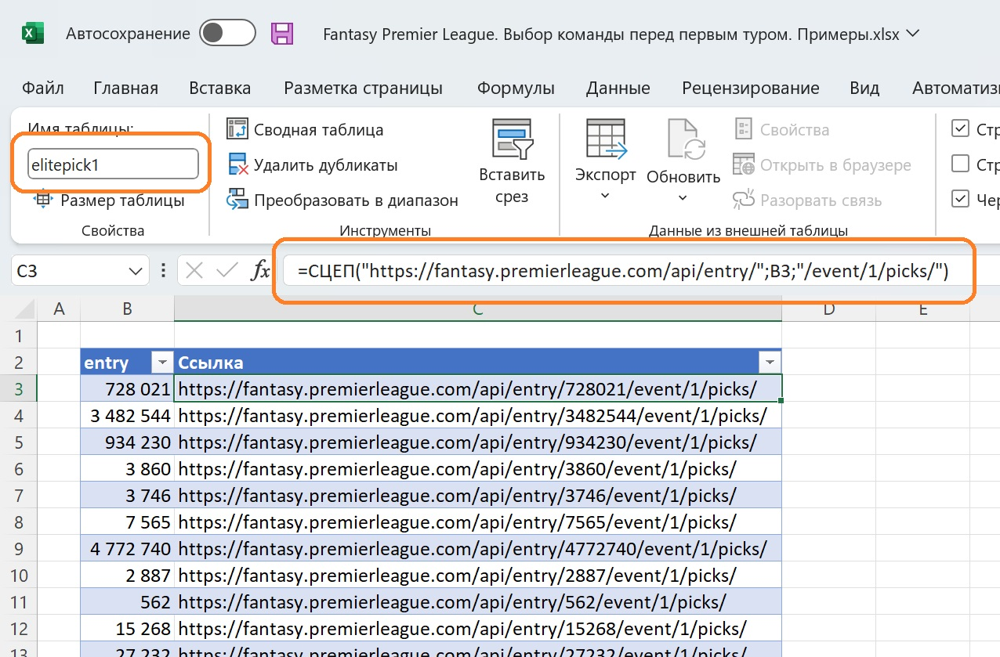 Автосохранение Fantasy Premier League. Выбор команды перед первым туром. Примеры.xlsx
Файл Главная Вставка Разметка страницы Формулы Данные Рецензирование Вид Автоматиз
Имя таблицы:
elitepick1
Размер таблицы
Свойства
Сводная таблица
Удалить дубликаты
Преобразовать в диапазон
Вставить
срез
Инструменты
Экспорт
Обновить
Свойства
Открыть в браузере
Разорвать связь
Данные из внешней таблицы
Стр
Стр
Чер
C3 fx =СЦЕП("https://fantasy.premierleague.com/api/entry/";B3;"/event/1/picks/")
A B C D E
1
2 entry Ссылка
3 728 021 https://fantasy.premierleague.com/api/entry/728021/event/1/picks/
4 3 482 544 https://fantasy.premierleague.com/api/entry/3482544/event/1/picks/
5 934 230 https://fantasy.premierleague.com/api/entry/934230/event/1/picks/
6 3 860 https://fantasy.premierleague.com/api/entry/3860/event/1/picks/
7 3 746 https://fantasy.premierleague.com/api/entry/3746/event/1/picks/
8 7 565 https://fantasy.premierleague.com/api/entry/7565/event/1/picks/
9 4 772 740 https://fantasy.premierleague.com/api/entry/4772740/event/1/picks/
10 2 887 https://fantasy.premierleague.com/api/entry/2887/event/1/picks/
11 562 https://fantasy.premierleague.com/api/entry/562/event/1/picks/
12 15 268 https://fantasy.premierleague.com/api/entry/15268/event/1/picks/
13 27 232 https://fantasy.premierleague.com/api/entry/27232/event/1/picks/